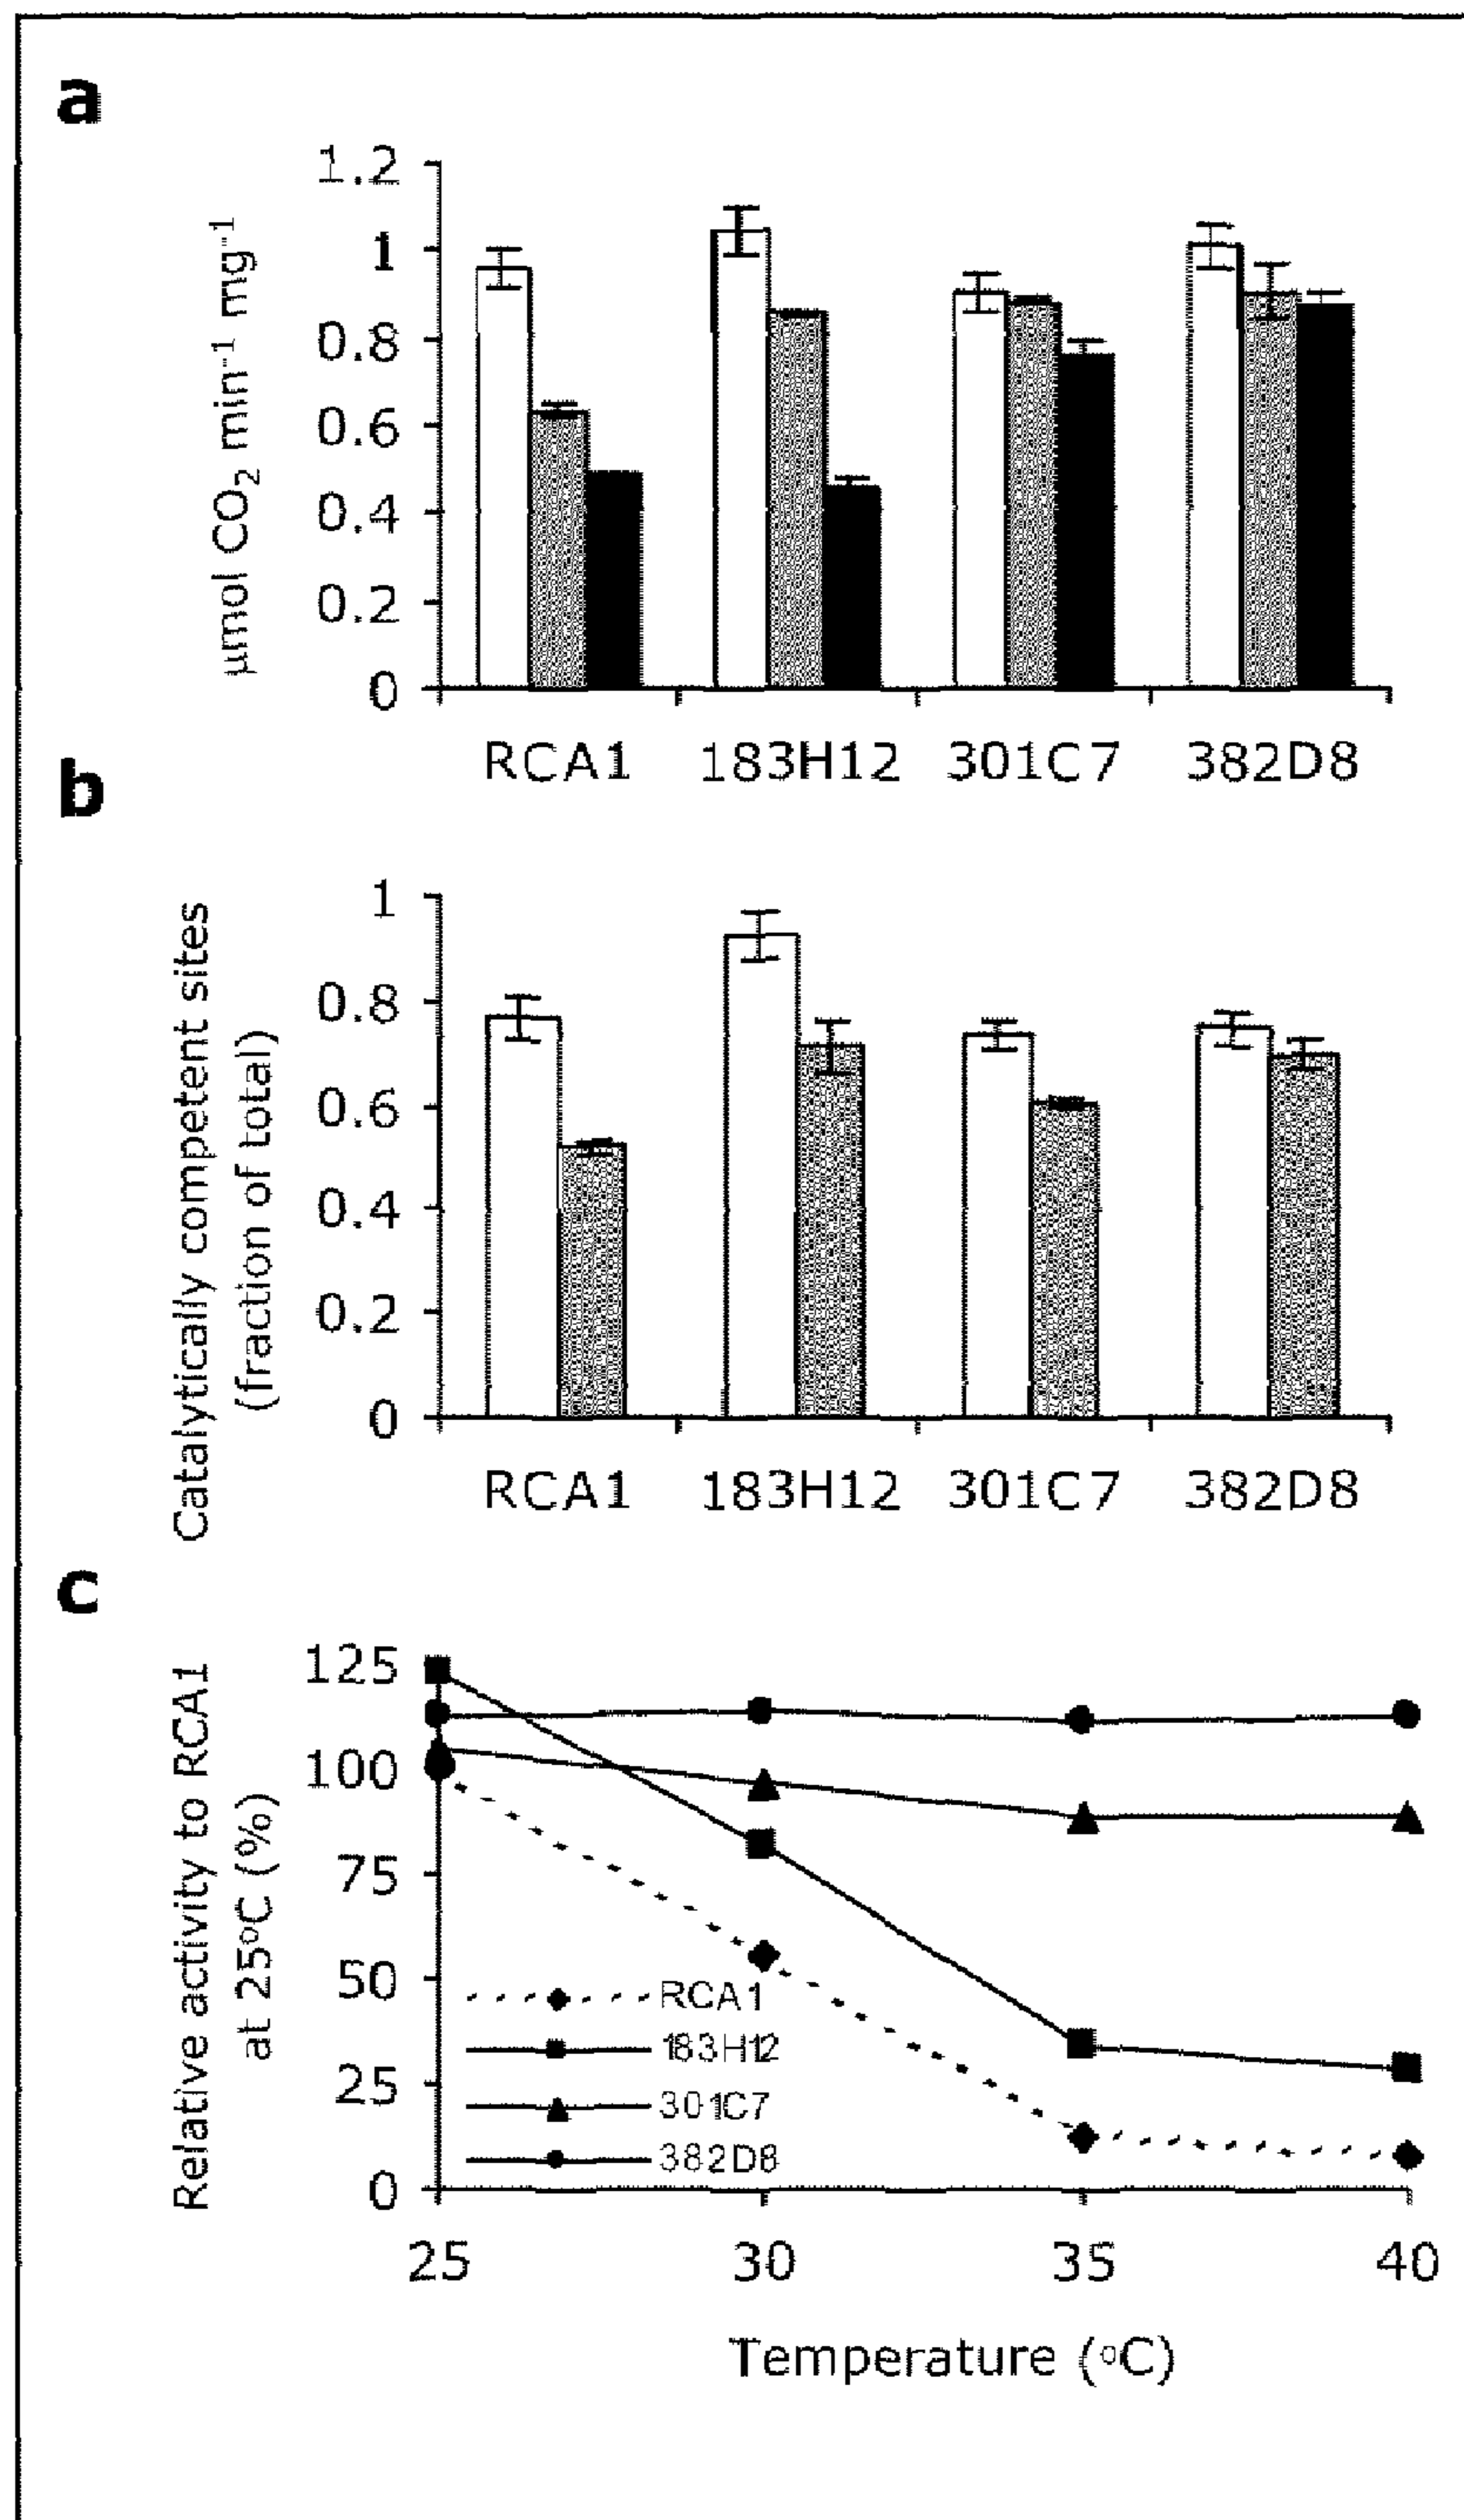 a
1.2
1
0.8
0.6
0.4
0.2
0
µmol CO₂ min⁻¹ mg⁻¹
RCA1 183H12 301C7 382D8
b
1
0.8
0.6
0.4
0.2
0
Catalytically competent sites
(fraction of total)
RCA1 183H12 301C7 382D8
c
125
100
75
50
25
0
Relative activity to RCA1
at 25ºC (%)
RCA1
183H12
301C7
382D8
25 30 35 40
Temperature (ºC)